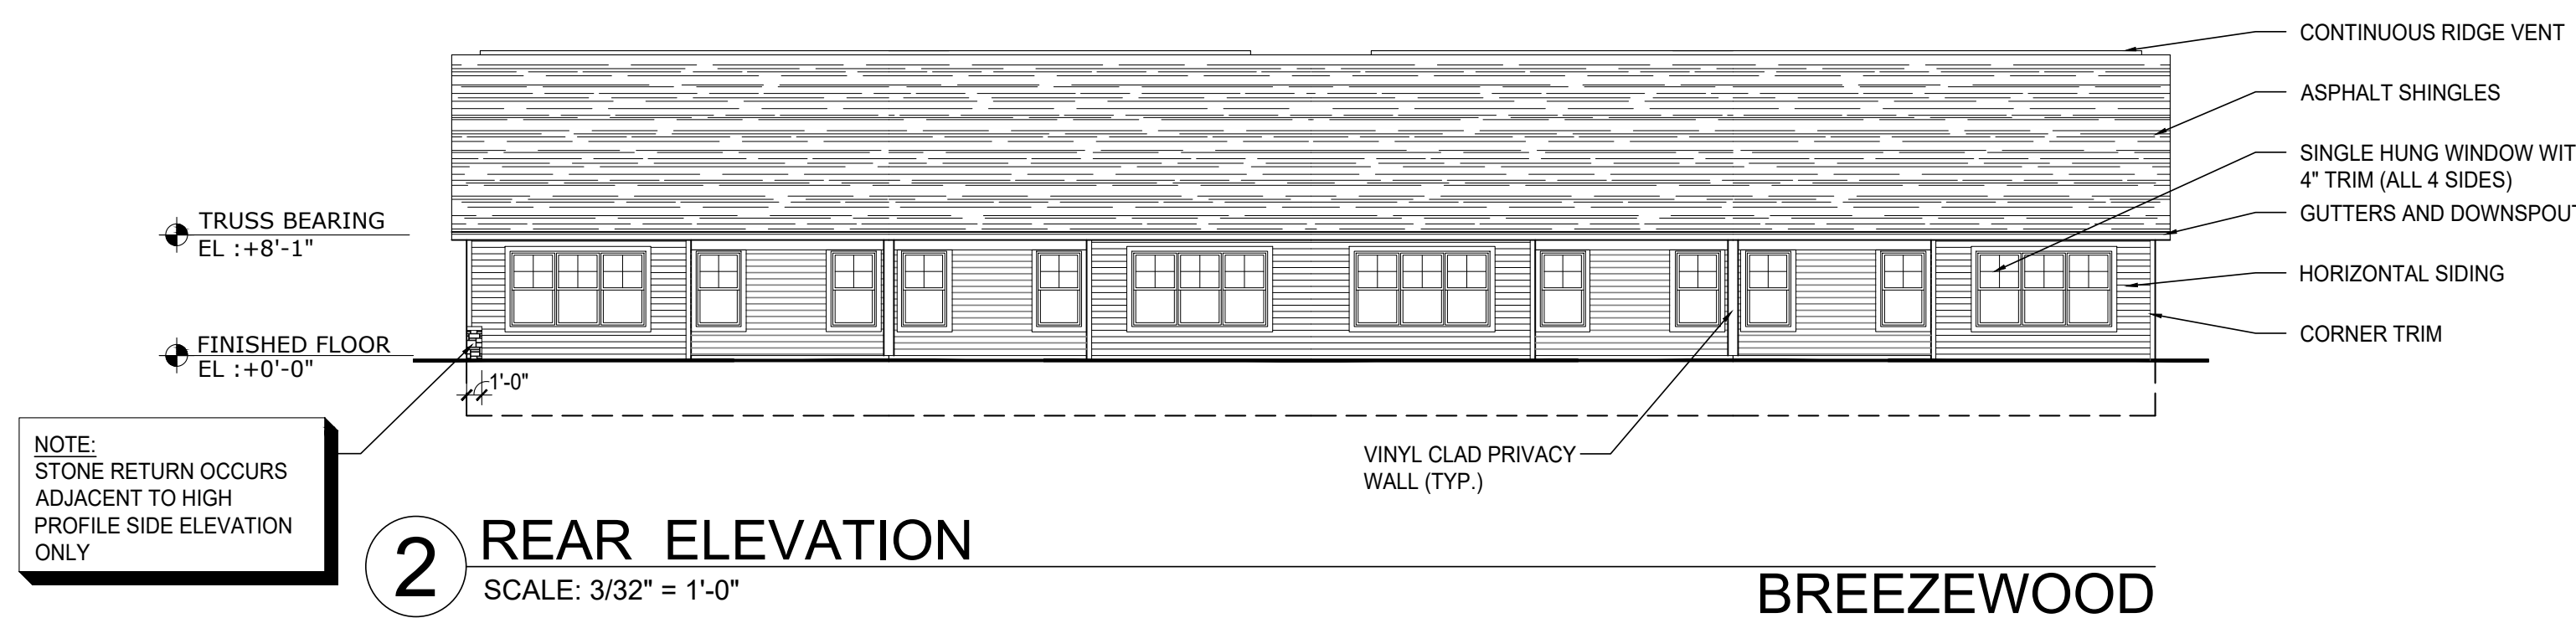 CONTINUOUS RIDGE VENT
ASPHALT SHINGLES
SINGLE HUNG WINDOW WIT
4" TRIM (ALL 4 SIDES)
GUTTERS AND DOWNSPOUT
HORIZONTAL SIDING
CORNER TRIM
TRUSS BEARING
EL :+8'-1"
FINISHED FLOOR
EL :+0'-0"
1'-0"
NOTE:
STONE RETURN OCCURS
ADJACENT TO HIGH
PROFILE SIDE ELEVATION
ONLY
VINYL CLAD PRIVACY
WALL (TYP.)
2
REAR ELEVATION
SCALE: 3/32" = 1'-0"
BREEZEWOOD